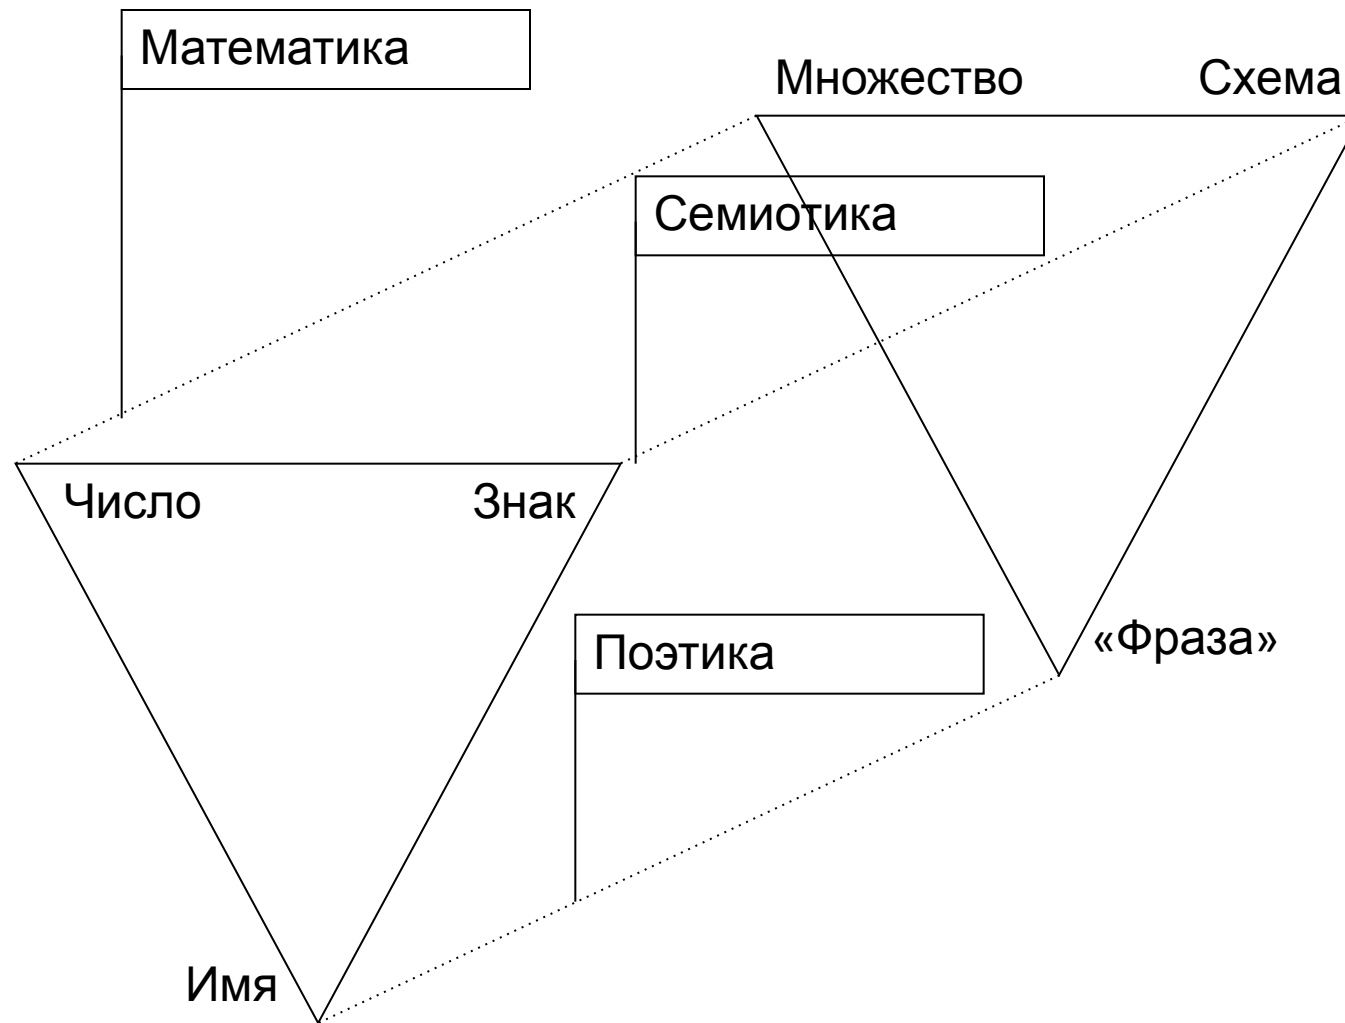 Математика
Множество
Схема
Семиотика
Число
Знак
«Фраза»
Поэтика
Имя